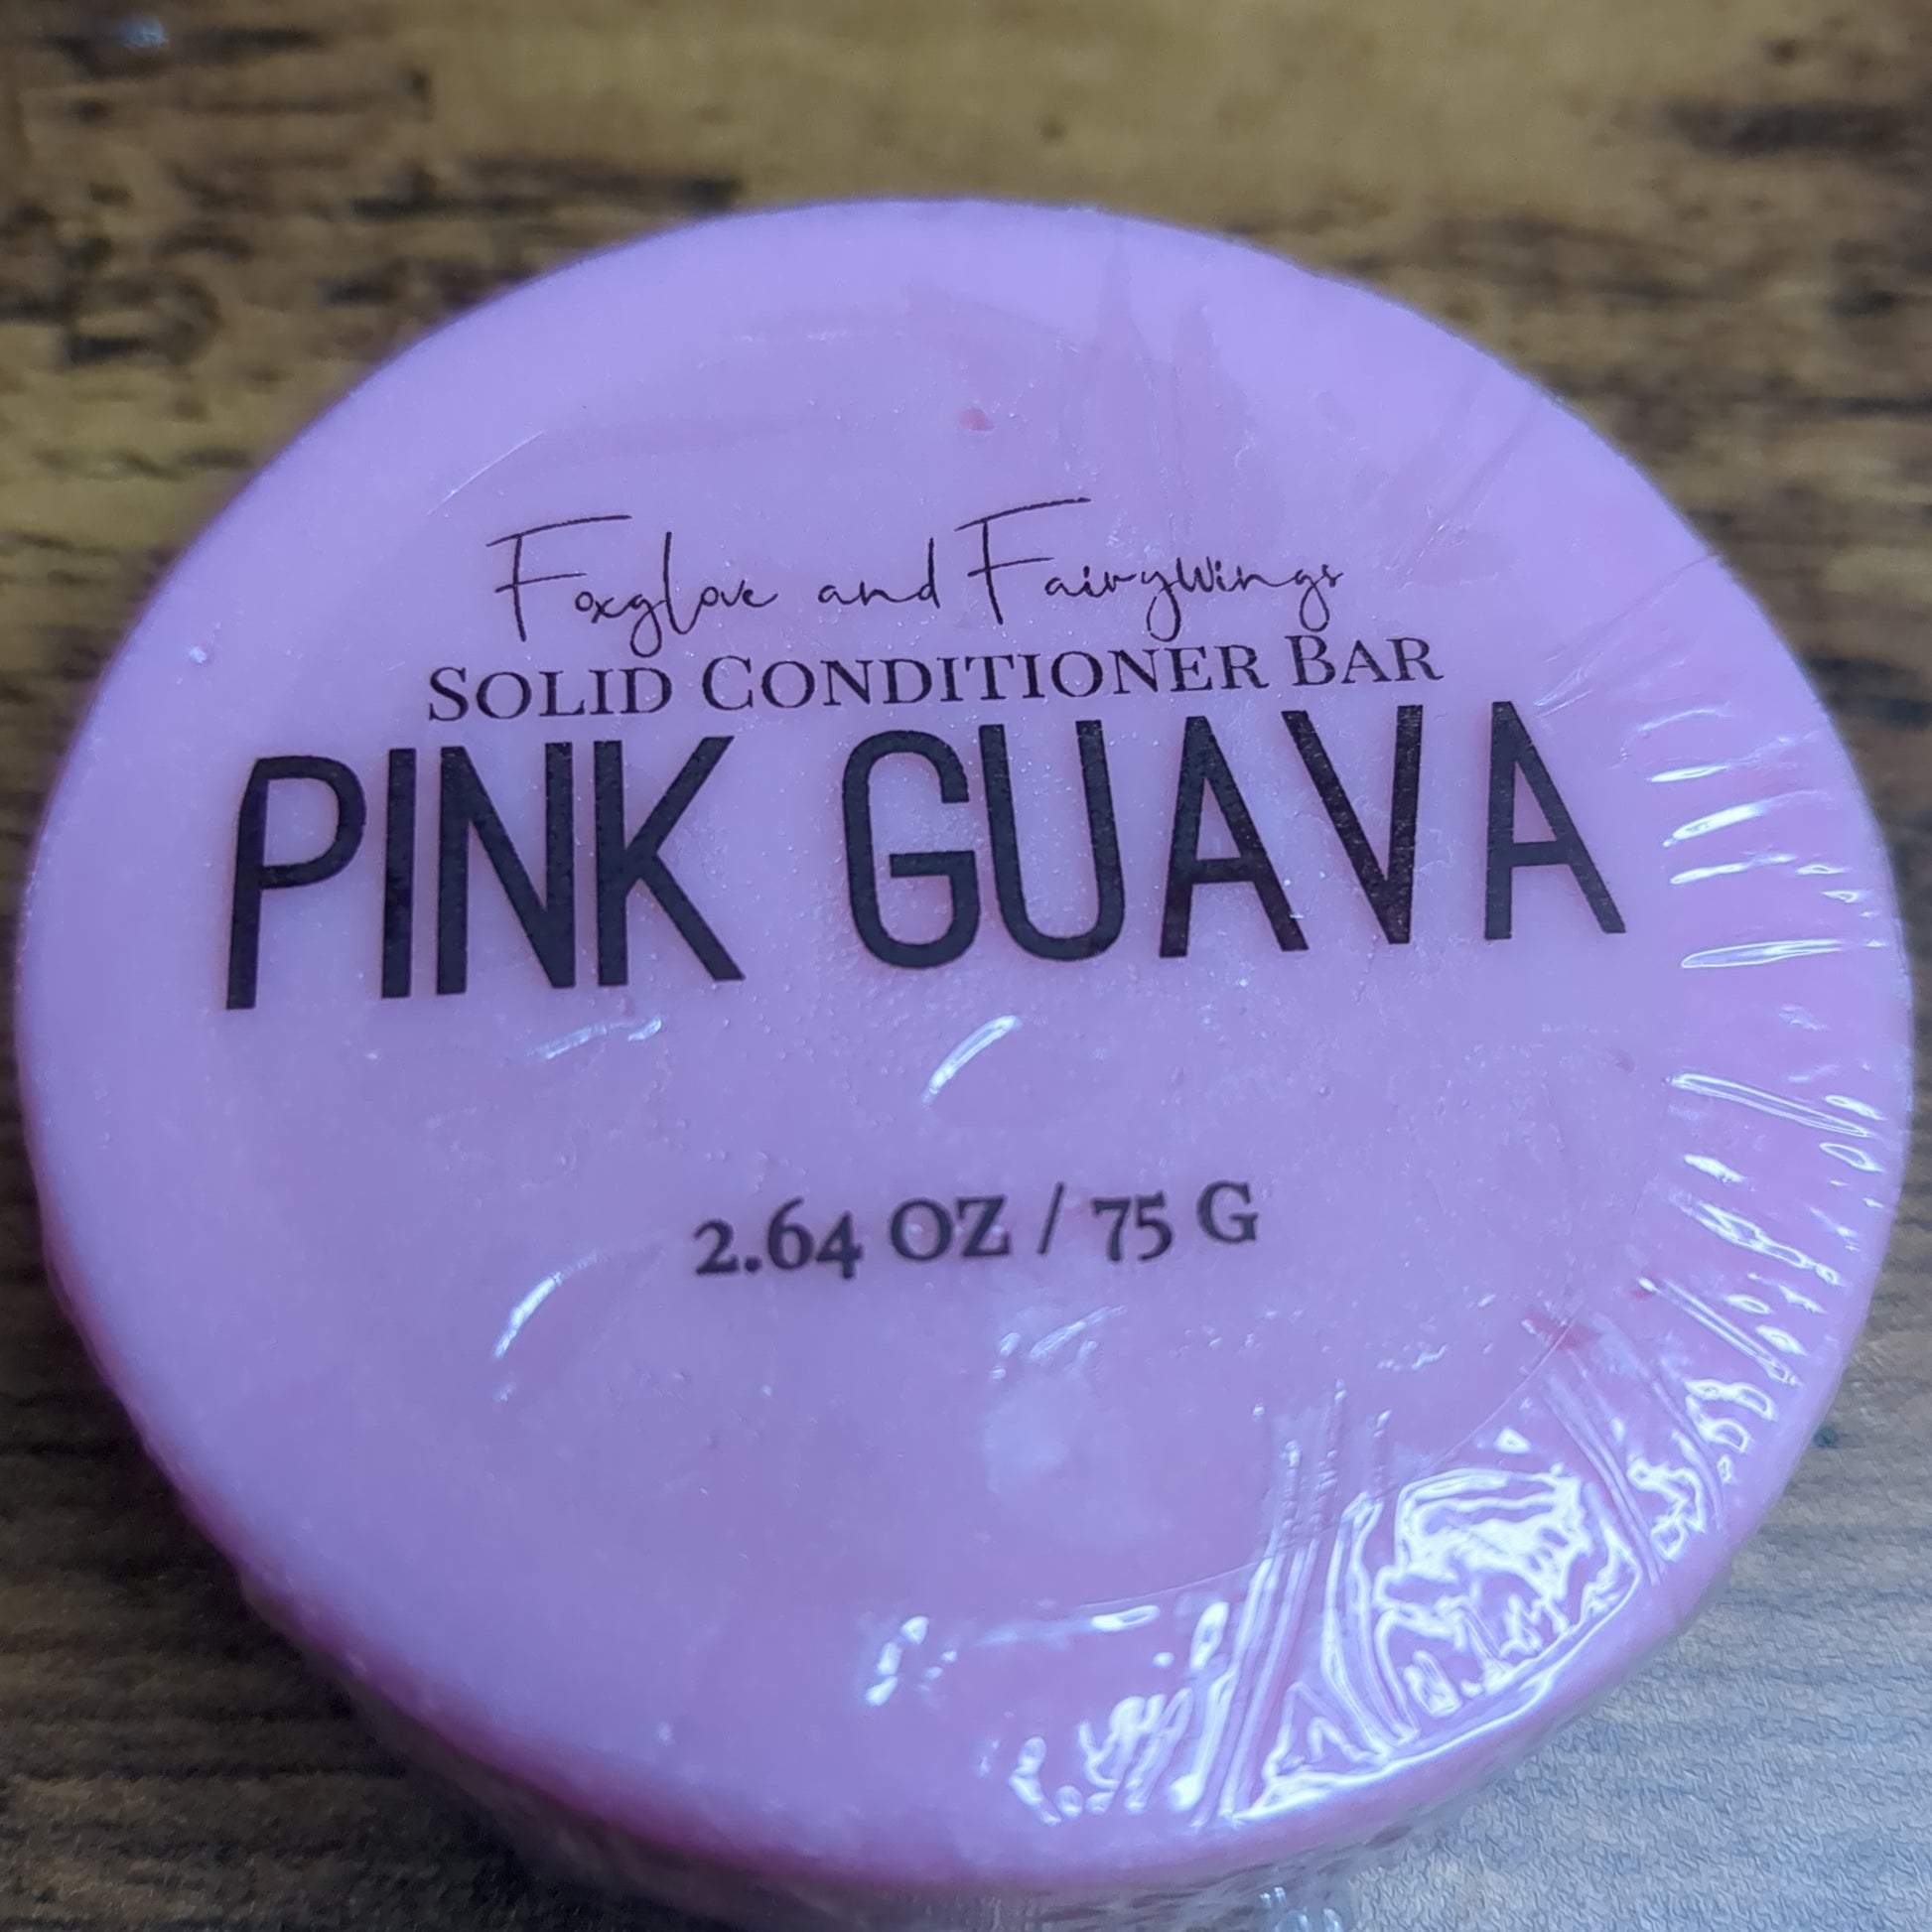 Foxglove and Fairywings
SOLID CONDITIONER BAR
PINK GUAVA
2.64 OZ / 75 G